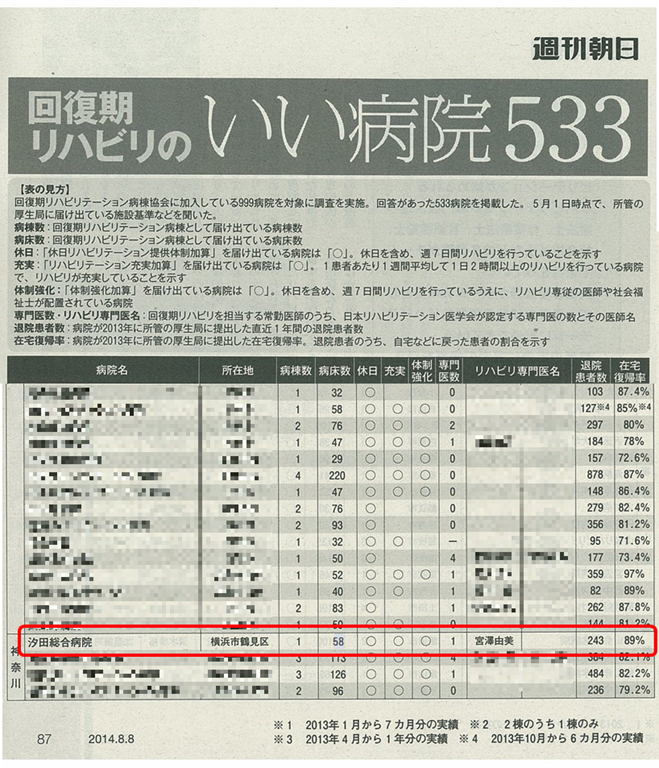 週刊朝日
回復期
リハビリの いい病院533
【表の見方】
回復期リハビリテーション病棟協会に加入している999病院を対象に調査を実施。回答があった533病院を掲載した。5月1日時点で、所管の
厚生局に届け出ている施設基準などを聞いた。
病棟数：回復期リハビリテーション病棟として届け出ている病棟数
病床数：回復期リハビリテーション病棟として届け出ている病床数
休日：「休日リハビリテーション提供体制加算」を届け出ている病院は「○」。休日を含め、週7日間リハビリを行っていることを示す
充実：「リハビリテーション充実加算」を届け出ている病院は「○」。1患者あたり1週間平均して1日2時間以上のリハビリを行っている病院
で、リハビリが充実していることを示す
体制強化：「体制強化加算」を届け出ている病院は「○」。休日を含め、週7日間リハビリを行っているうえに、リハビリ専従の医師や社会福
祉士が配置されている病院
専門医数・リハビリ専門医名：回復期リハビリを担当する常勤医師のうち、日本リハビリテーション医学会が認定する専門医の数とその医師名
退院患者数：病院が2013年に所管の厚生局に提出した直近1年間の退院患者数
在宅復帰率：病院が2013年に所管の厚生局に提出した在宅復帰率。退院患者のうち、自宅などに戻った患者の割合を示す
病院名 所在地 病棟数 病床数 休日 充実 体制強化 専門医数 リハビリ専門医名 退院患者数 在宅復帰率
1 32 ○ 0 103 87.4%
1 58 ○ ○ ○ 0 127※4 85%※4
2 76 ○ 2 297 80%
1 47 ○ ○ ○ 1 184 78%
1 29 ○ ○ ○ 0 157 72.6%
4 220 ○ ○ ○ 0 878 87%
1 47 ○ ○ ○ 0 148 86.4%
2 76 ○ 0 279 82.4%
2 93 ○ ○ 0 356 81.2%
1 32 ○ ○ ー 95 71.6%
1 50 ○ 4 177 73.4%
1 52 ○ ○ ○ 1 359 97%
1 40 ○ ○ 1 82 89%
2 83 ○ 1 262 87.8%
1 50 144 81.2%
神奈川
汐田総合病院 横浜市鶴見区 1 58 ○ ○ ○ 1 宮澤由美 243 89%
3 113 ○ ○ 4 384 82.1%
3 126 ○ ○ ○ 1 484 82.2%
2 96 ○ ○ ○ 0 236 79.2%
※1 2013年1月から7カ月分の実績 ※2 2棟のうち1棟のみ
※3 2013年4月から1年分の実績 ※4 2013年10月から6カ月分の実績
87 2014.8.8